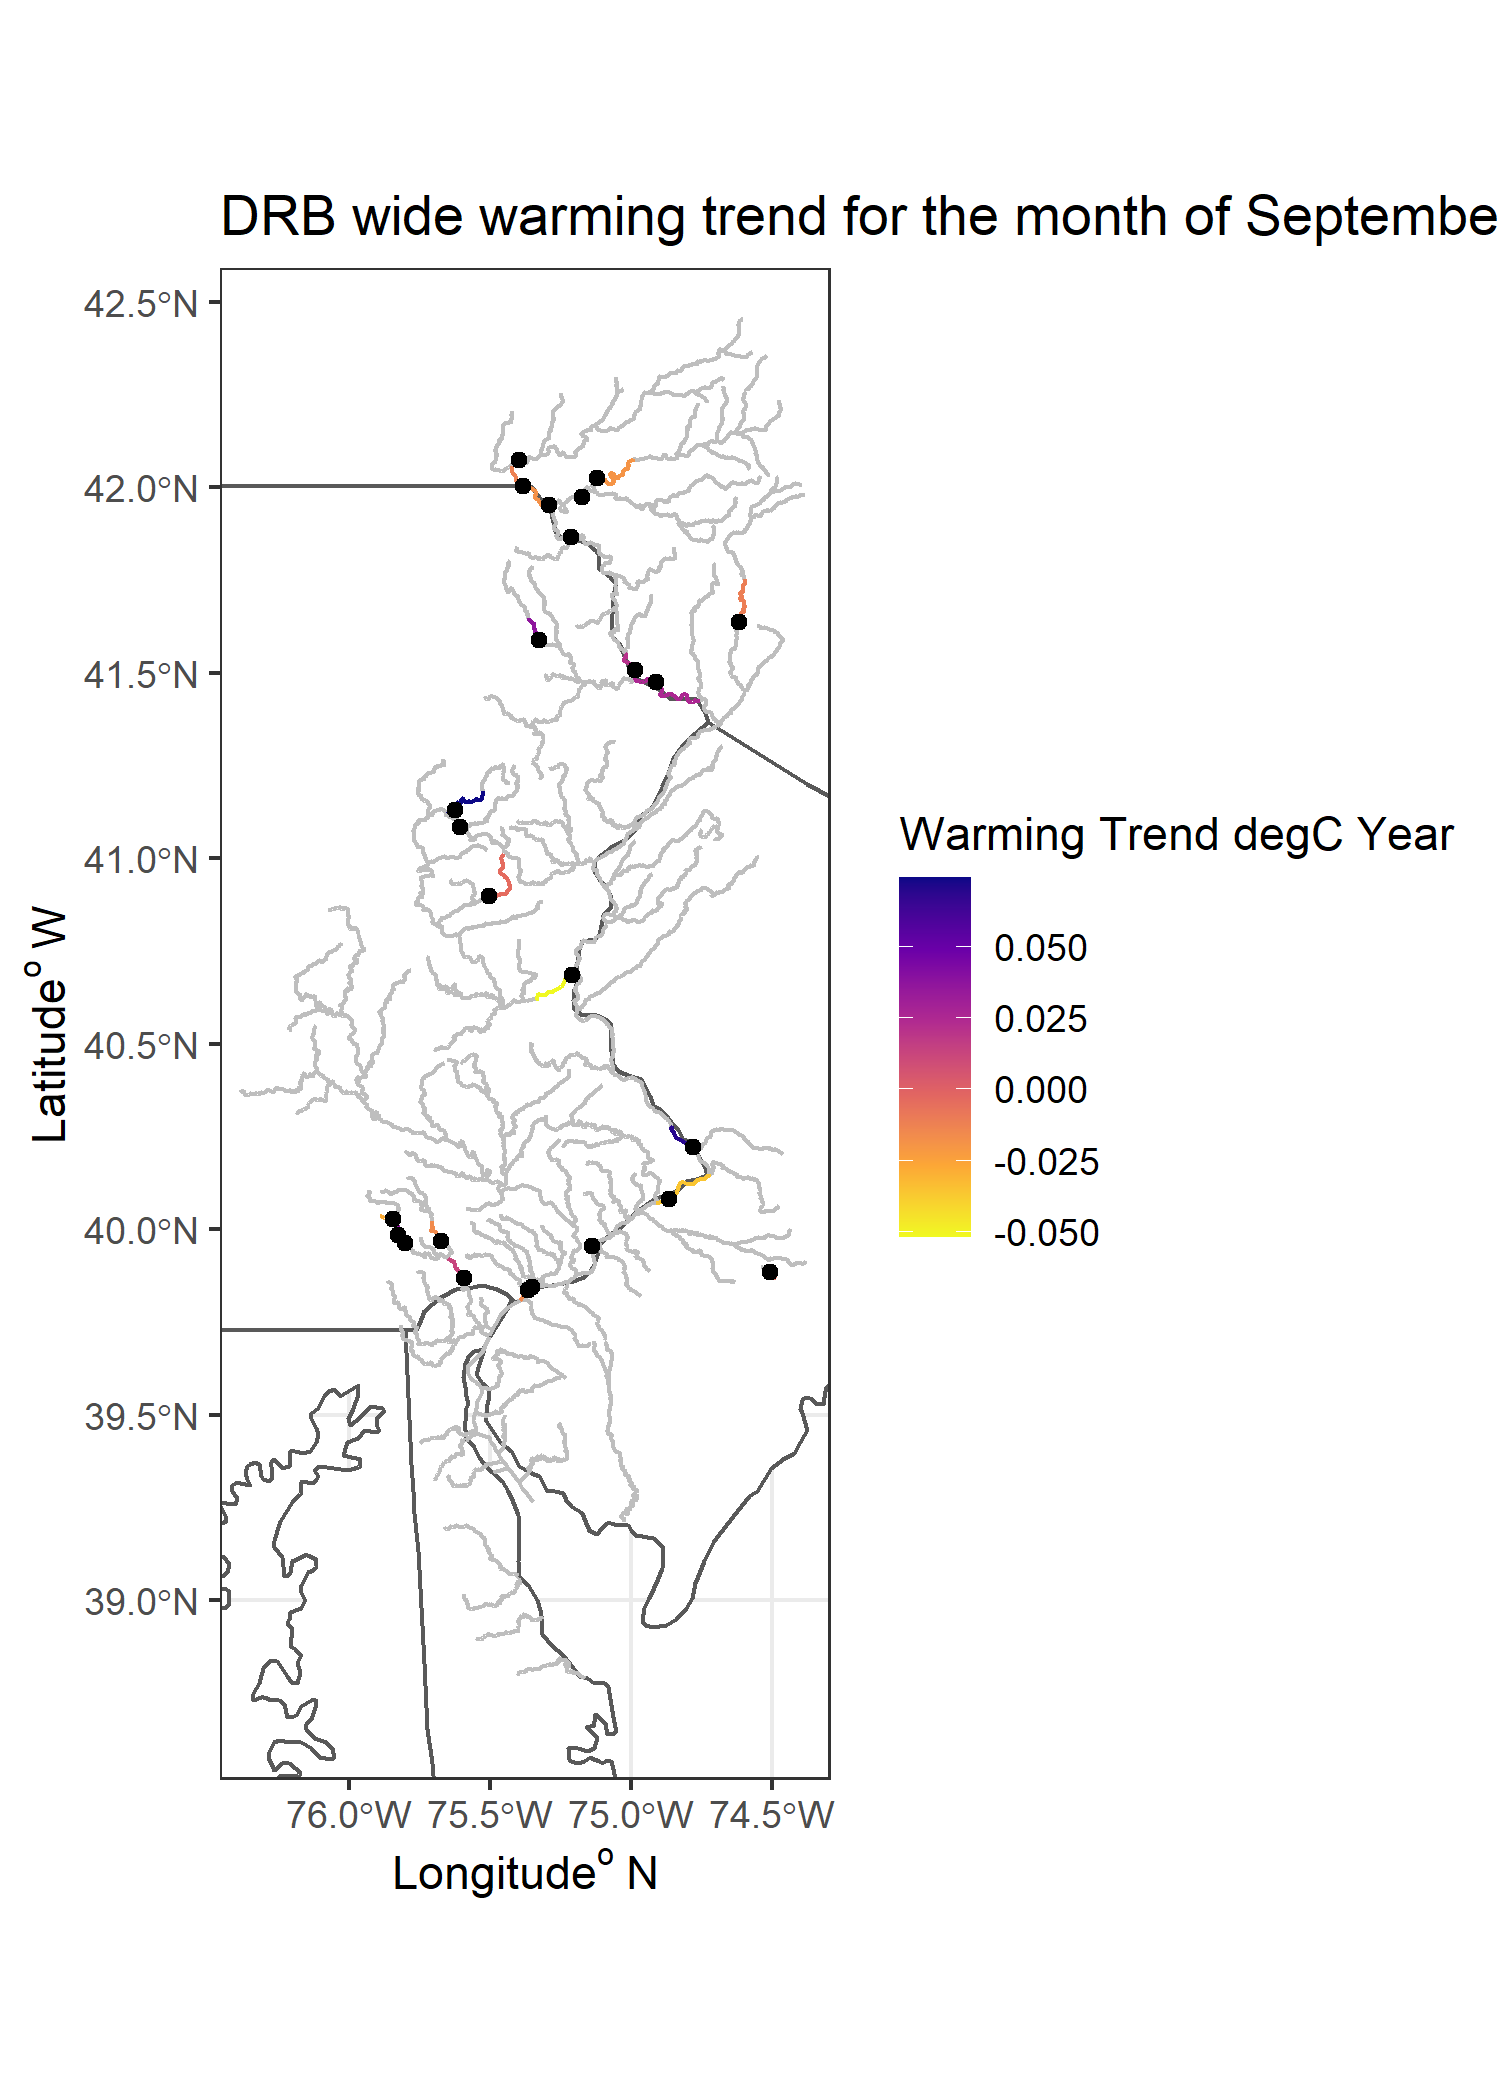 DRB wide warming trend for the month of Septembe
42.5°N
42.0°N
41.5°N
41.0°N
40.5°N
40.0°N
39.5°N
39.0°N
Latitude° W
76.0°W 75.5°W 75.0°W 74.5°W
Longitude° N
Warming Trend degC Year
0.050
0.025
0.000
-0.025
-0.050